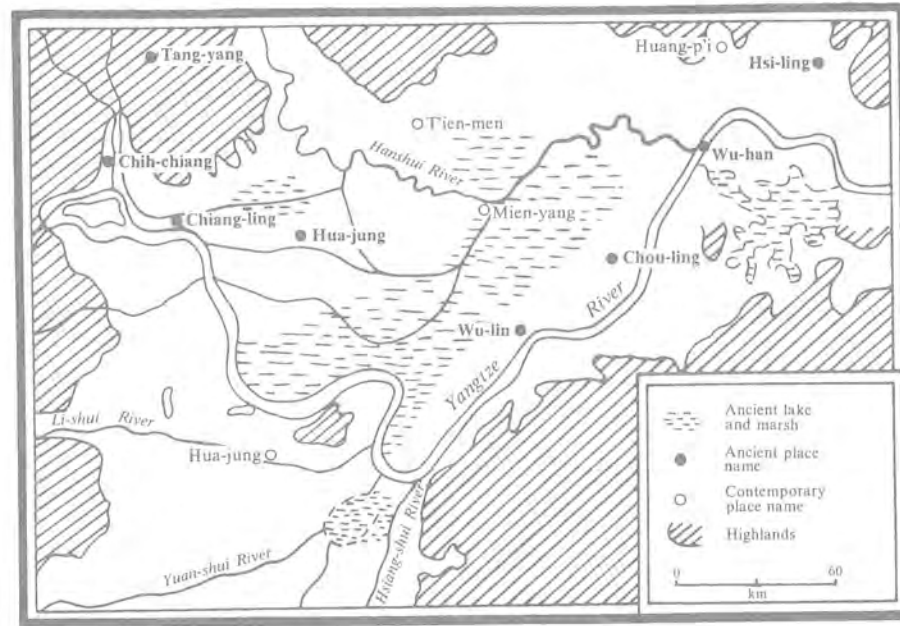 Huang-p'i
Tang-yang
Hsi-ling
T'ien-men
Wu-han
Chih-chiang
Hanshui River
Chiang-ling
Mien-yang
Hua-jung
Chou-ling
River
Wu-lin
Yangtze
Li-shui River
Hua-jung
Yuan-shui River
Hsiang-shui River
Ancient lake
and marsh
Ancient place
name
Contemporary
place name
Highlands
0 60
km